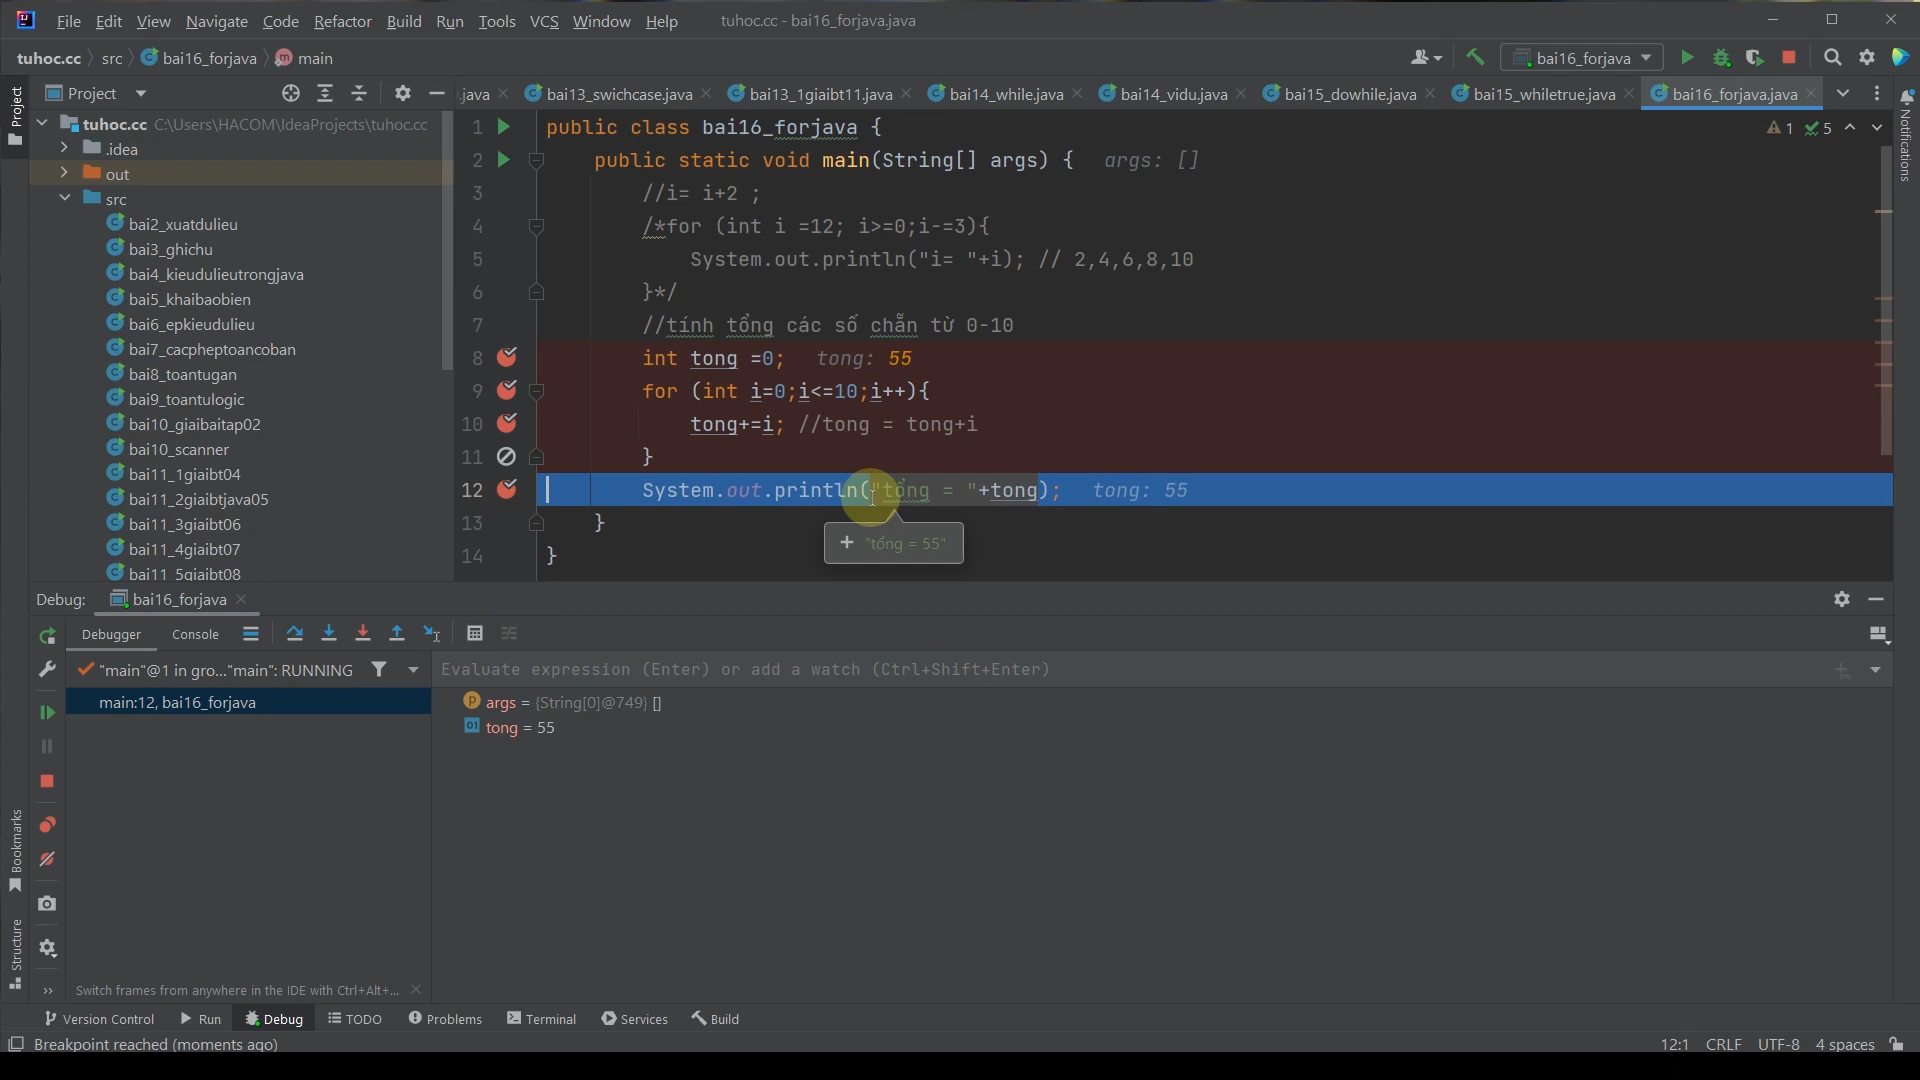 File Edit View Navigate Code Refactor Build Run Tools VCS Window Help tuhoc.cc - bai16_forjava.java
tuhoc.cc src bai16_forjava main bai16_forjava
Project .java bai13_swichcase.java bai13_1giaibt11.java bai14_while.java bai14_vidu.java bai15_dowhile.java bai15_whiletrue.java bai16_forjava.java
Project
Notifications
tuhoc.cc C:\Users\HACOM\IdeaProjects\tuhoc.cc
.idea
out
src
bai2_xuatdulieu
bai3_ghichu
bai4_kieudulieutrongjava
bai5_khaibaobien
bai6_epkieudulieu
bai7_cacpheptoancoban
bai8_toantugan
bai9_toantulogic
bai10_giaibaitap02
bai10_scanner
bai11_1giaibt04
bai11_2giaibtjava05
bai11_3giaibt06
bai11_4giaibt07
bai11_5giaibt08
1 public class bai16_forjava { 1 5
2 public static void main(String[] args) { args: []
3 //i= i+2 ;
4 /*for (int i =12; i>=0;i-=3){
5 System.out.println("i= "+i); // 2,4,6,8,10
6 }*/
7 //tính tổng các số chẵn từ 0-10
8 int tong =0; tong: 55
9 for (int i=0;i<=10;i++){
10 tong+=i; //tong = tong+i
11 }
12 System.out.println("tổng = "+tong); tong: 55
13 }
14 }
+ "tổng = 55"
Debug: bai16_forjava
Debugger Console
"main"@1 in gro..."main": RUNNING Evaluate expression (Enter) or add a watch (Ctrl+Shift+Enter)
main:12, bai16_forjava
args = {String[0]@749} []
tong = 55
Bookmarks
Structure
Switch frames from anywhere in the IDE with Ctrl+Alt+...
Version Control Run Debug TODO Problems Terminal Services Build
Breakpoint reached (moments ago) 12:1 CRLF UTF-8 4 spaces